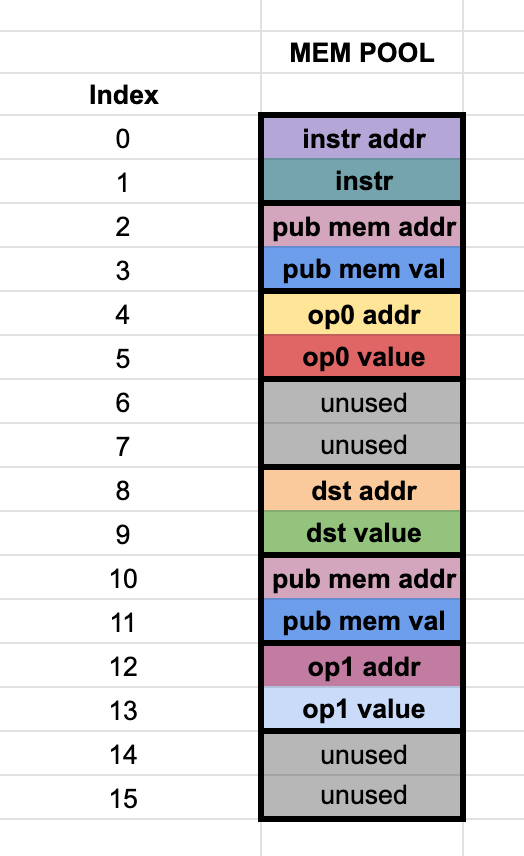 MEM POOL
Index
0 instr addr
1 instr
2 pub mem addr
3 pub mem val
4 op0 addr
5 op0 value
6 unused
7 unused
8 dst addr
9 dst value
10 pub mem addr
11 pub mem val
12 op1 addr
13 op1 value
14 unused
15 unused